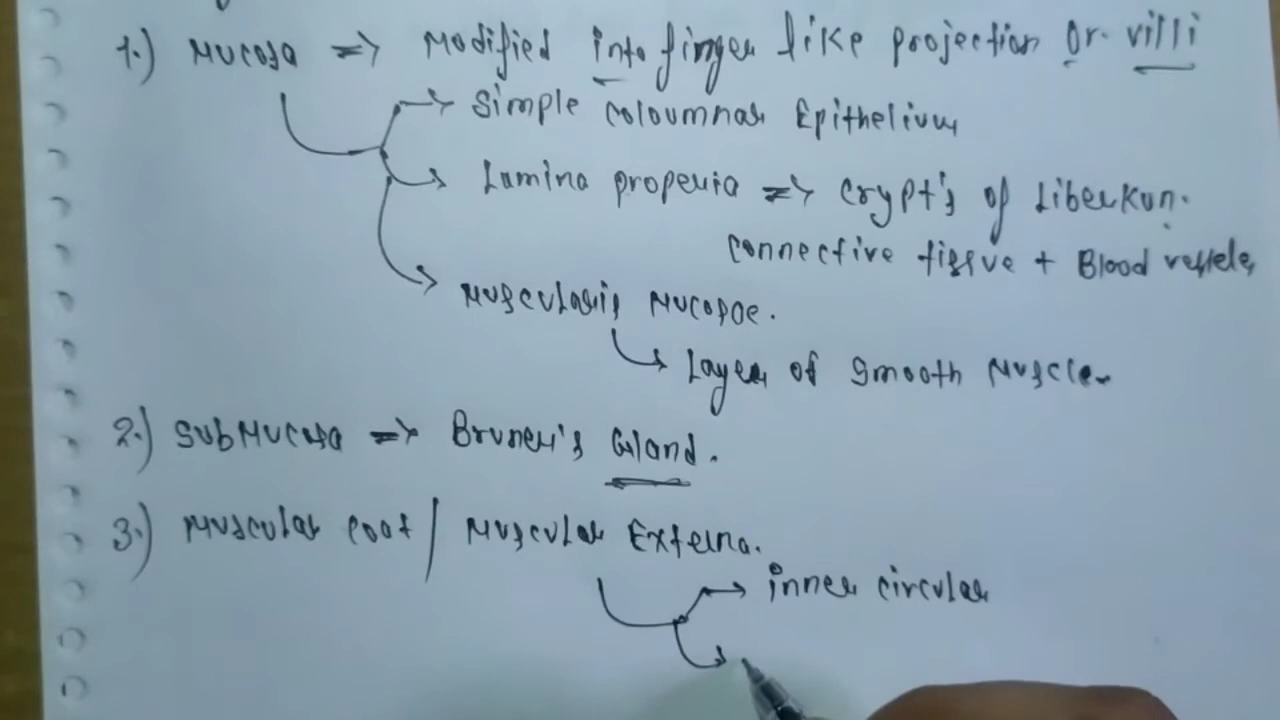 1.) Mucosa => Modified into finger like projection or villi
→ Simple Coloumnar Epithelium
→ Lamina properia => Crypt's of Liberkun.
Connective tissue + Blood vessels
→ Muscularis Mucosae.
→ Layer of Smooth Muscle.
2.) SubMucosa => Bruner's Gland.
3.) Muscular coat / Muscular Externa.
→ inner circular
→